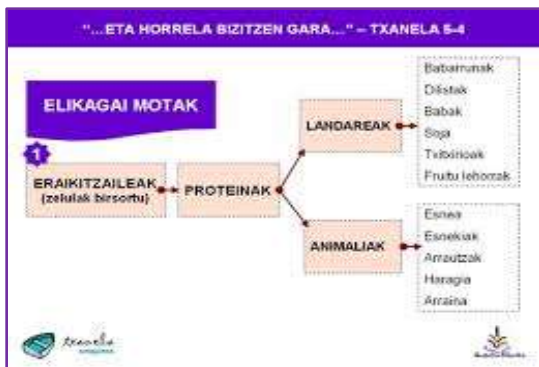 "...ETA HORRELA BIZITZEN GARA..." – TXANELA 5-4
ELIKAGAI MOTAK
1
ERAIKITZAILEAK
(zelulak birsortu)
PROTEINAK
LANDAREAK
Babarrunak
Dilistak
Babak
Soja
Txitxirioak
Fruitu lehorrak
ANIMALIAK
Esnea
Esnekiak
Arrautzak
Haragia
Arraina
txanela